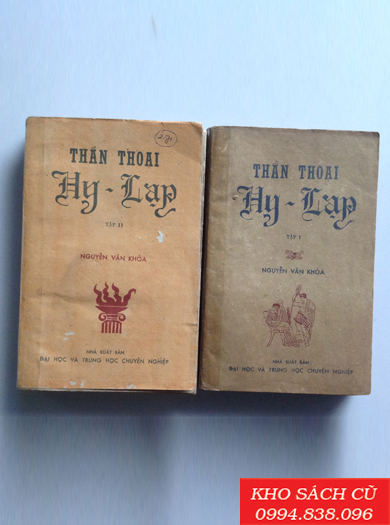 THẦN THOẠI
Hy - Lạp
TẬP II
NGUYỄN VĂN KHỎA
NHÀ XUẤT BẢN
ĐẠI HỌC VÀ TRUNG HỌC CHUYÊN NGHIỆP
THẦN THOẠI
Hy - Lạp
TẬP I
NGUYỄN VĂN KHỎA
NHÀ XUẤT BẢN
ĐẠI HỌC VÀ TRUNG HỌC CHUYÊN NGHIỆP
KHO SÁCH CŨ
0994.838.096